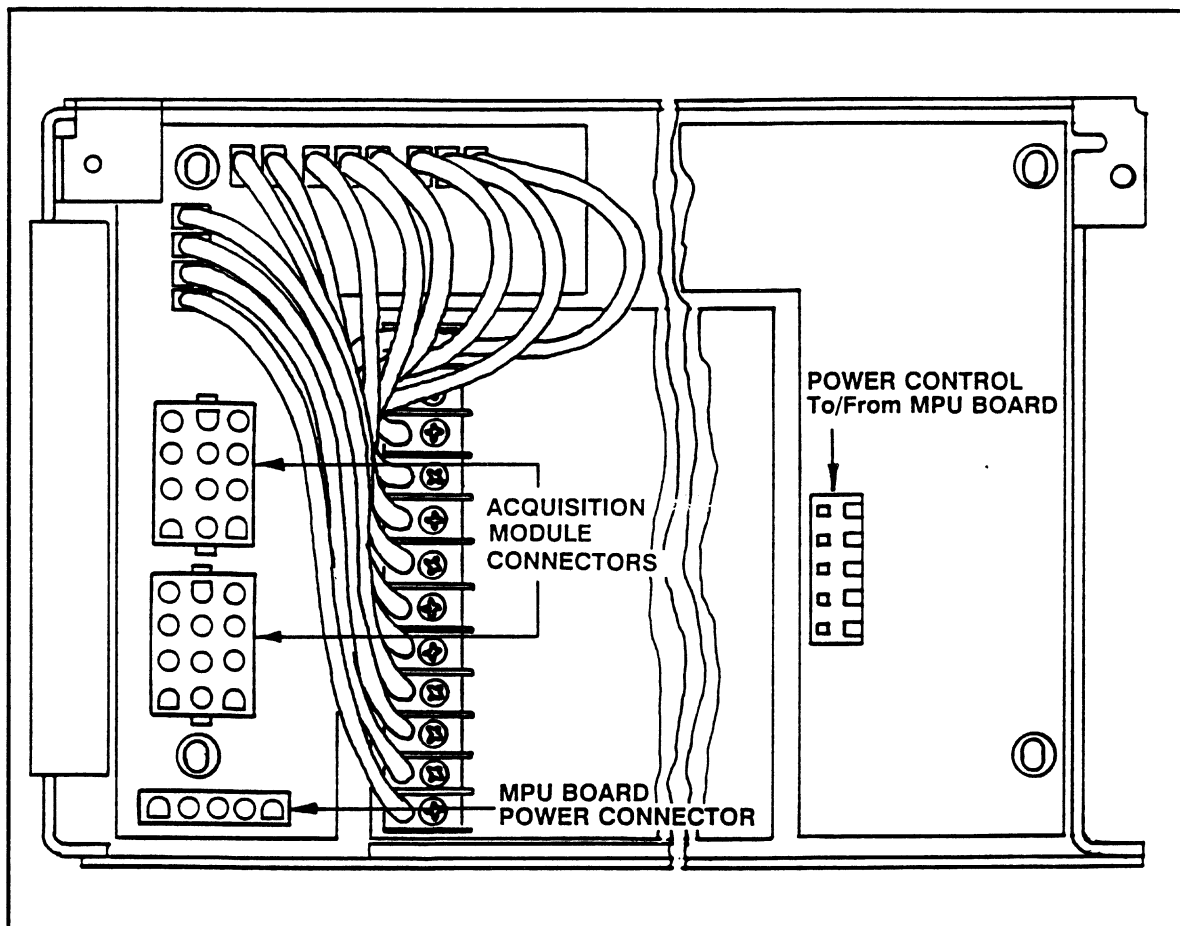 POWER CONTROL
To/From MPU BOARD
ACQUISITION
MODULE
CONNECTORS
MPU BOARD
POWER CONNECTOR